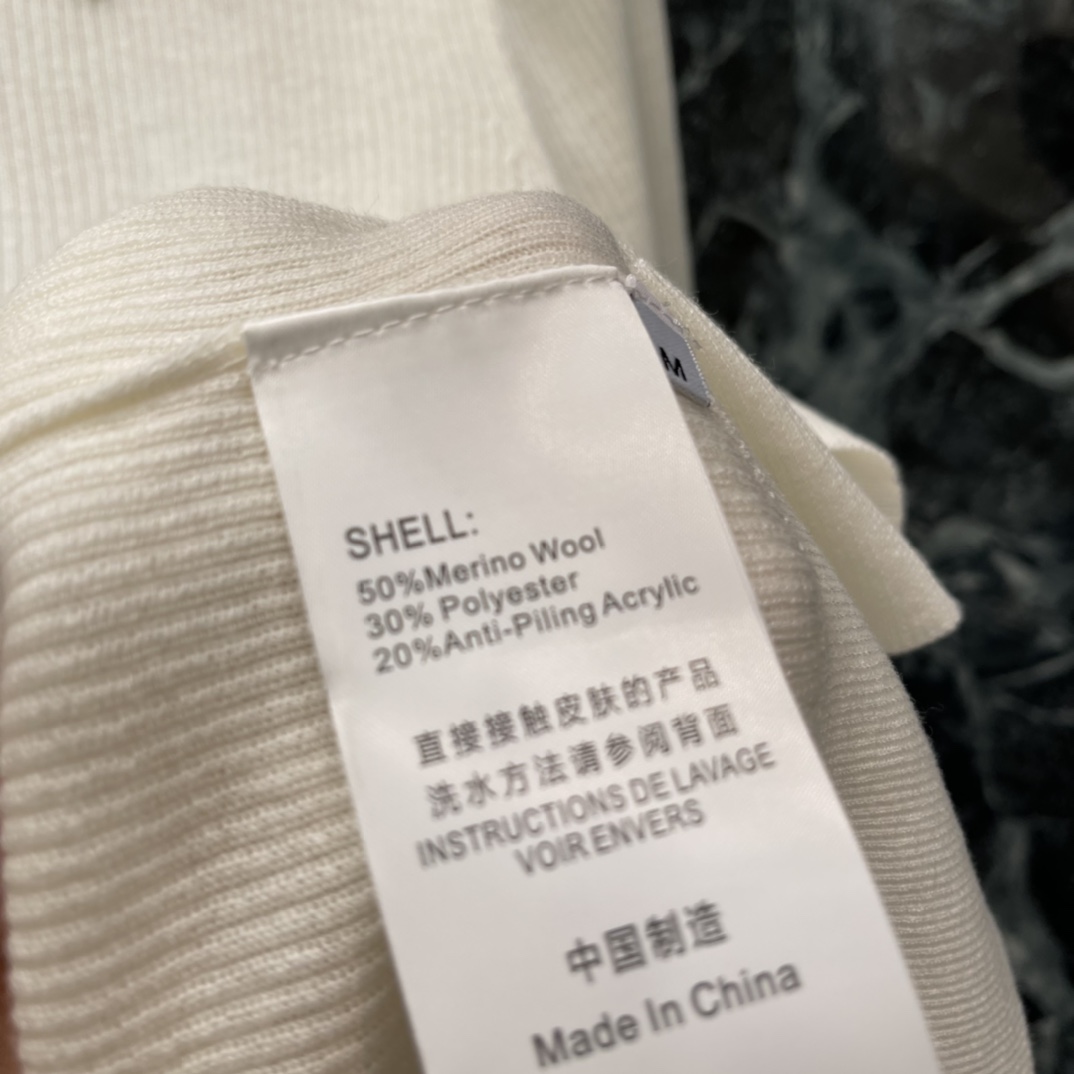 M
SHELL:
50%Merino Wool
30% Polyester
20%Anti-Piling Acrylic
直接接触皮肤的产品
洗水方法请参阅背面
INSTRUCTIONS DE LAVAGE
VOIR ENVERS
中国制造
Made In China